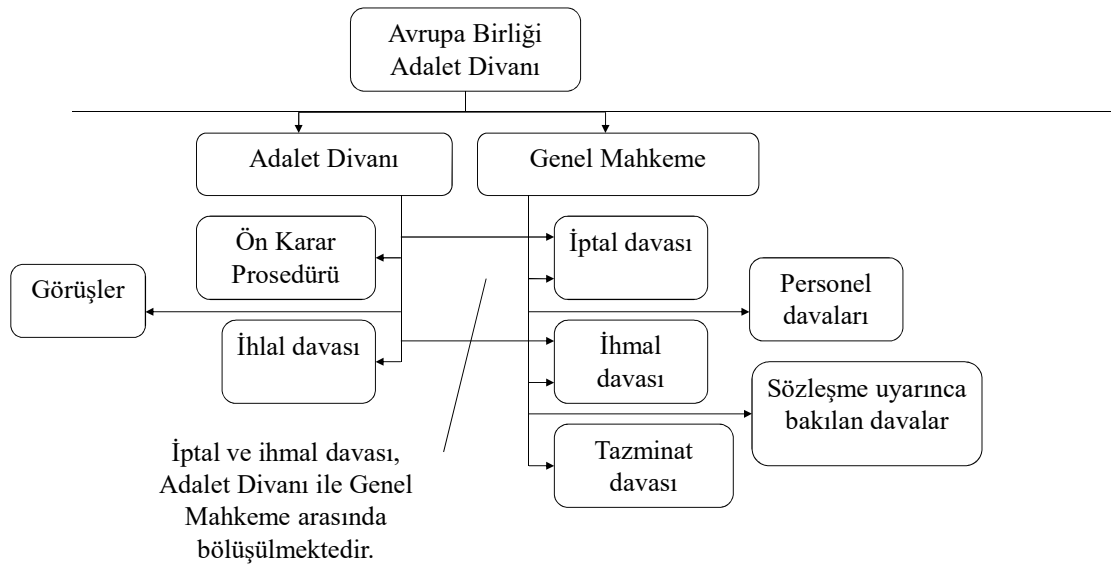 Avrupa Birliği
Adalet Divanı
Adalet Divanı
Genel Mahkeme
Ön Karar
Prosedürü
İptal davası
Görüşler
Personel
davaları
İhlal davası
İhmal
davası
Sözleşme uyarınca
bakılan davalar
Tazminat
davası
İptal ve ihmal davası,
Adalet Divanı ile Genel
Mahkeme arasında
bölüşülmektedir.